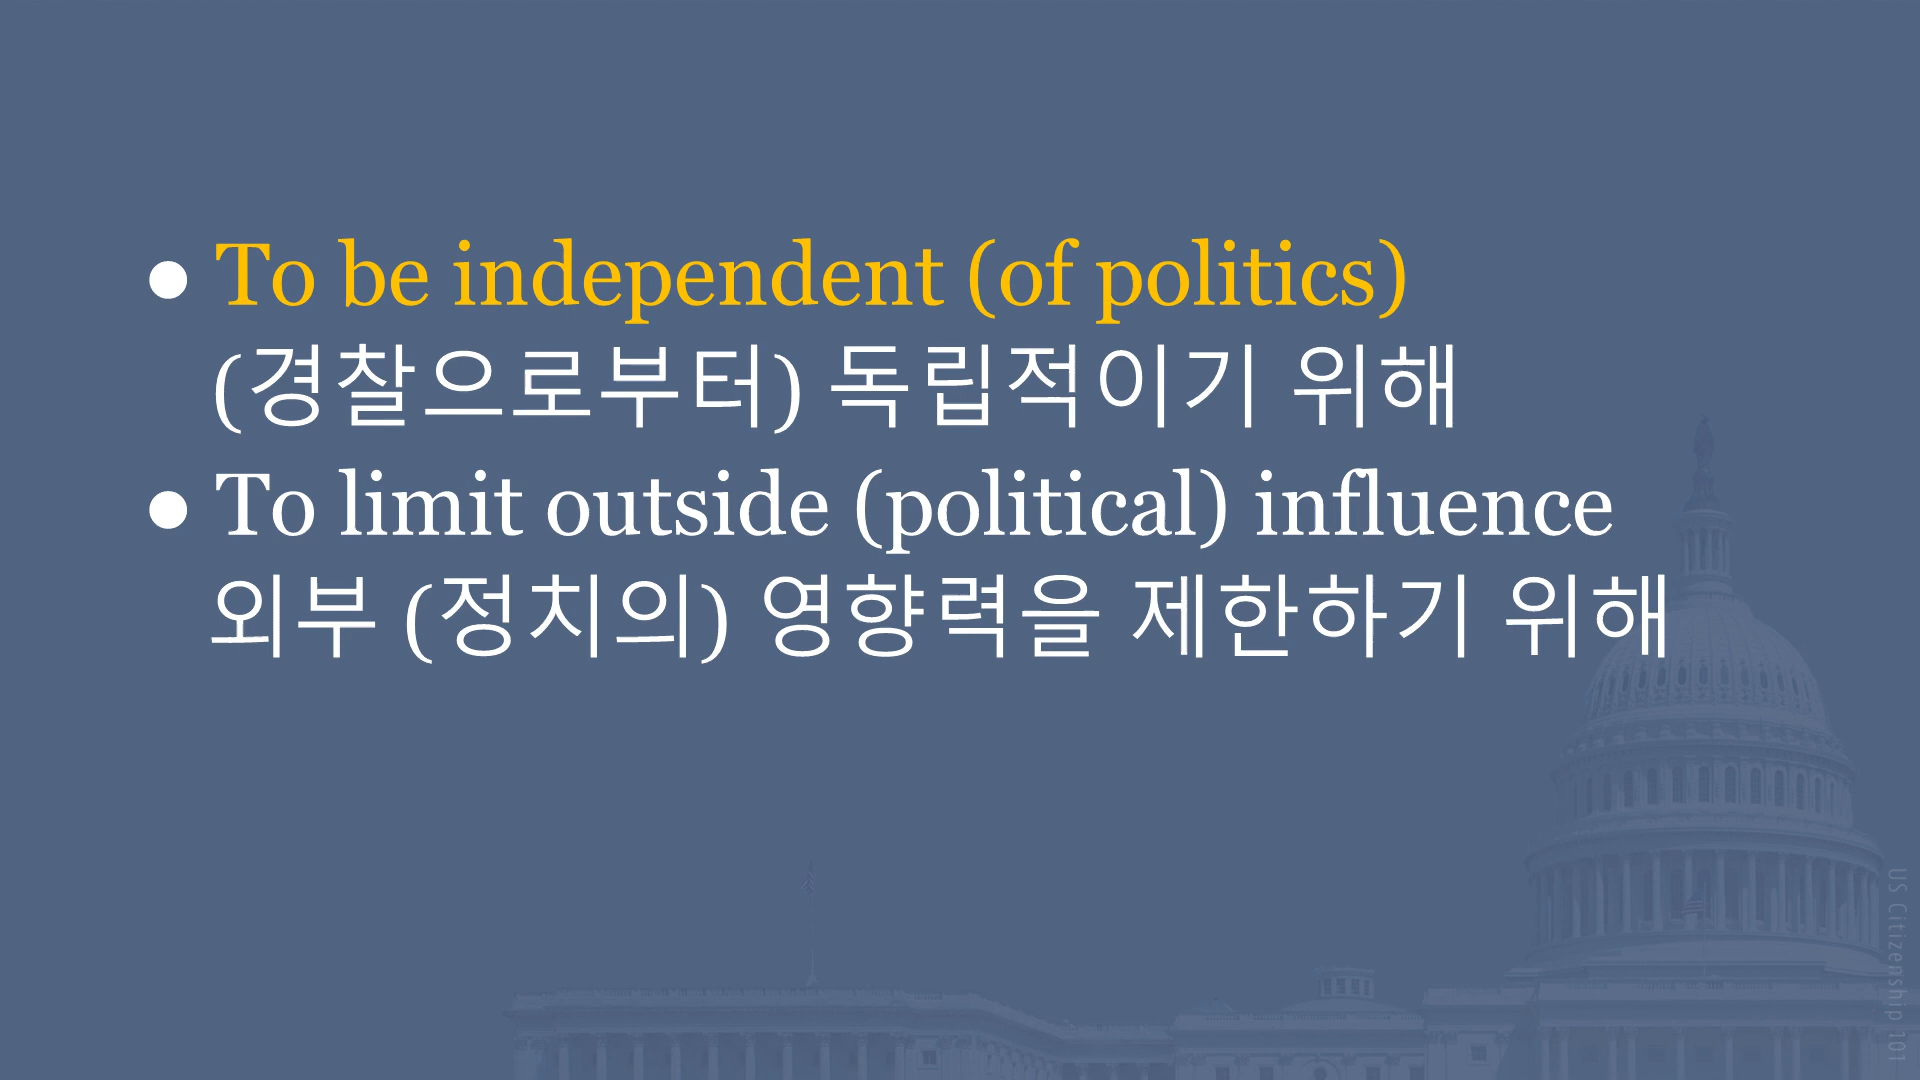 ● To be independent (of politics)
(경찰으로부터) 독립적이기 위해
● To limit outside (political) influence
외부 (정치의) 영향력을 제한하기 위해
US Citizenship 101